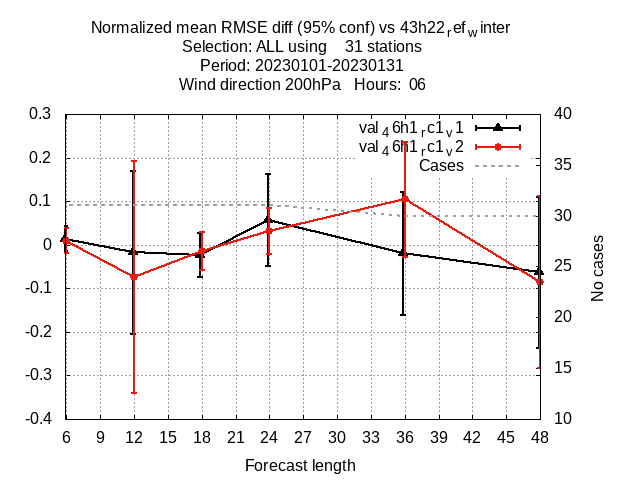 Normalized mean RMSE diff (95% conf) vs 43h22refwinter
Selection: ALL using 31 stations
Period: 20230101-20230131
Wind direction 200hPa Hours: 06
0.3
0.2
0.1
0
-0.1
-0.2
-0.3
-0.4
40
35
30
25
20
15
10
val46h1rc1v1
val46h1rc1v2
Cases
No cases
6 9 12 15 18 21 24 27 30 33 36 39 42 45 48
Forecast length